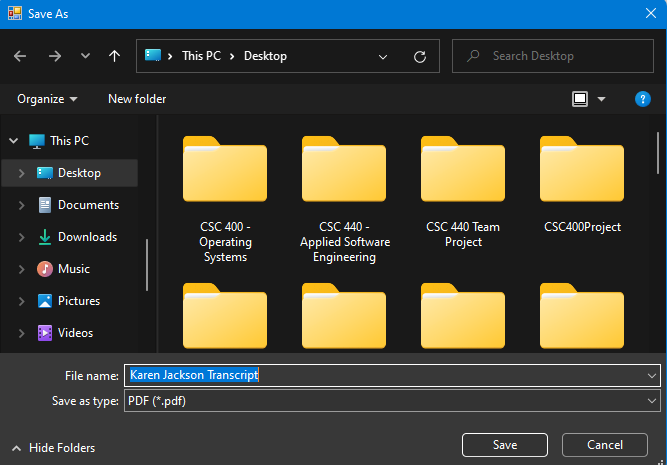 Save As
This PC
Desktop
Search Desktop
Organize
New folder
?
This PC
Desktop
Documents
Downloads
Music
Pictures
Videos
CSC 400 -
Operating
Systems
CSC 440 -
Applied Software
Engineering
CSC 440 Team
Project
CSC400Project
File name:
Karen Jackson Transcript
Save as type:
PDF (*.pdf)
Hide Folders
Save
Cancel